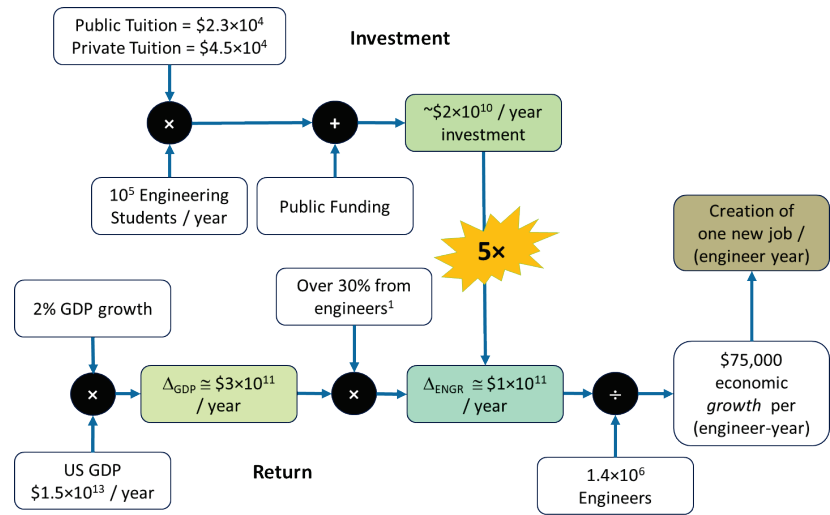 Public Tuition = $2.3×10⁴
Private Tuition = $4.5×10⁴
Investment
×
+
~$2×10¹⁰ / year
investment
10⁵ Engineering
Students / year
Public Funding
5×
Creation of
one new job /
(engineer year)
Over 30% from
engineers¹
2% GDP growth
×
Δ_GDP ≅ $3×10¹¹
/ year
×
Δ_ENGR ≅ $1×10¹¹
/ year
÷
$75,000
economic
growth per
(engineer-year)
US GDP
$1.5×10¹³ / year
Return
1.4×10⁶
Engineers